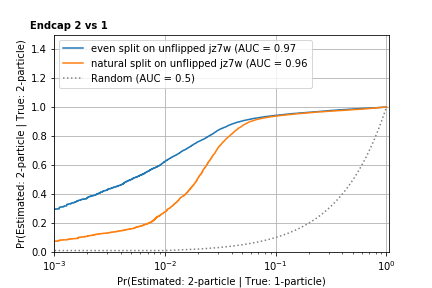 Endcap 2 vs 1
even split on unflipped jz7w (AUC = 0.97
natural split on unflipped jz7w (AUC = 0.96
Random (AUC = 0.5)
Pr(Estimated: 2-particle | True: 2-particle)
1.4
1.2
1.0
0.8
0.6
0.4
0.2
0.0
10⁻³
10⁻²
10⁻¹
10⁰
Pr(Estimated: 2-particle | True: 1-particle)